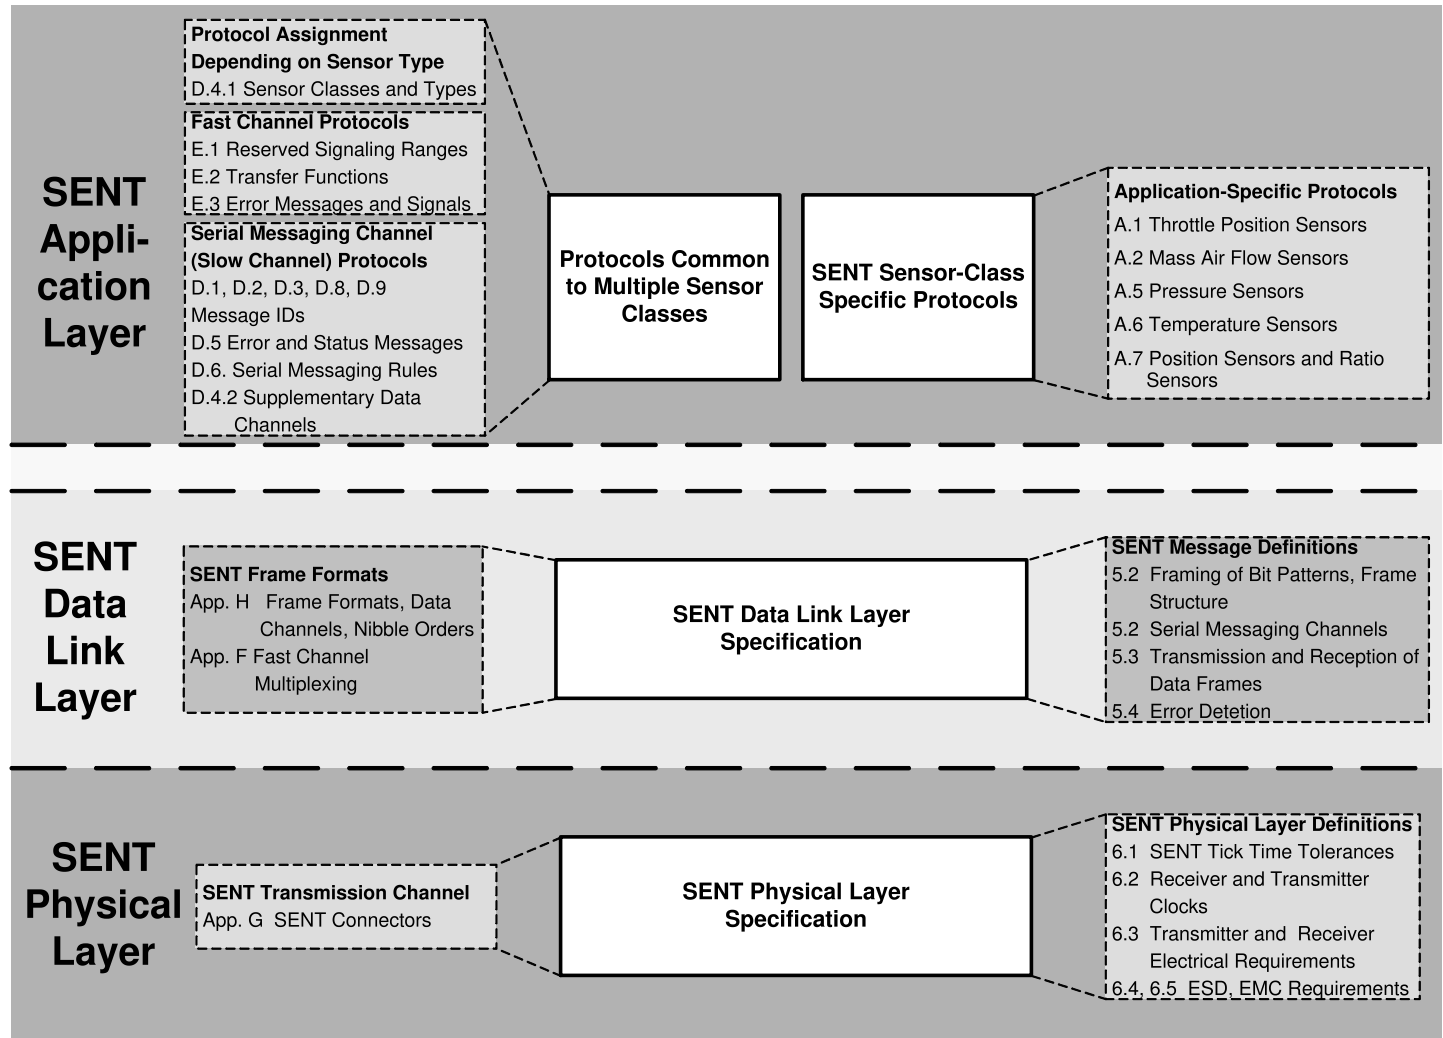 SENT
Appli-
cation
Layer
Protocol Assignment
Depending on Sensor Type
D.4.1 Sensor Classes and Types
Fast Channel Protocols
E.1 Reserved Signaling Ranges
E.2 Transfer Functions
E.3 Error Messages and Signals
Serial Messaging Channel
(Slow Channel) Protocols
D.1, D.2, D.3, D.8, D.9
Message IDs
D.5 Error and Status Messages
D.6. Serial Messaging Rules
D.4.2 Supplementary Data
Channels
Protocols Common
to Multiple Sensor
Classes
SENT Sensor-Class
Specific Protocols
Application-Specific Protocols
A.1 Throttle Position Sensors
A.2 Mass Air Flow Sensors
A.5 Pressure Sensors
A.6 Temperature Sensors
A.7 Position Sensors and Ratio
Sensors
SENT
Data
Link
Layer
SENT Frame Formats
App. H Frame Formats, Data
Channels, Nibble Orders
App. F Fast Channel
Multiplexing
SENT Data Link Layer
Specification
SENT Message Definitions
5.2 Framing of Bit Patterns, Frame
Structure
5.2 Serial Messaging Channels
5.3 Transmission and Reception of
Data Frames
5.4 Error Detetion
SENT
Physical
Layer
SENT Transmission Channel
App. G SENT Connectors
SENT Physical Layer
Specification
SENT Physical Layer Definitions
6.1 SENT Tick Time Tolerances
6.2 Receiver and Transmitter
Clocks
6.3 Transmitter and Receiver
Electrical Requirements
6.4, 6.5 ESD, EMC Requirements